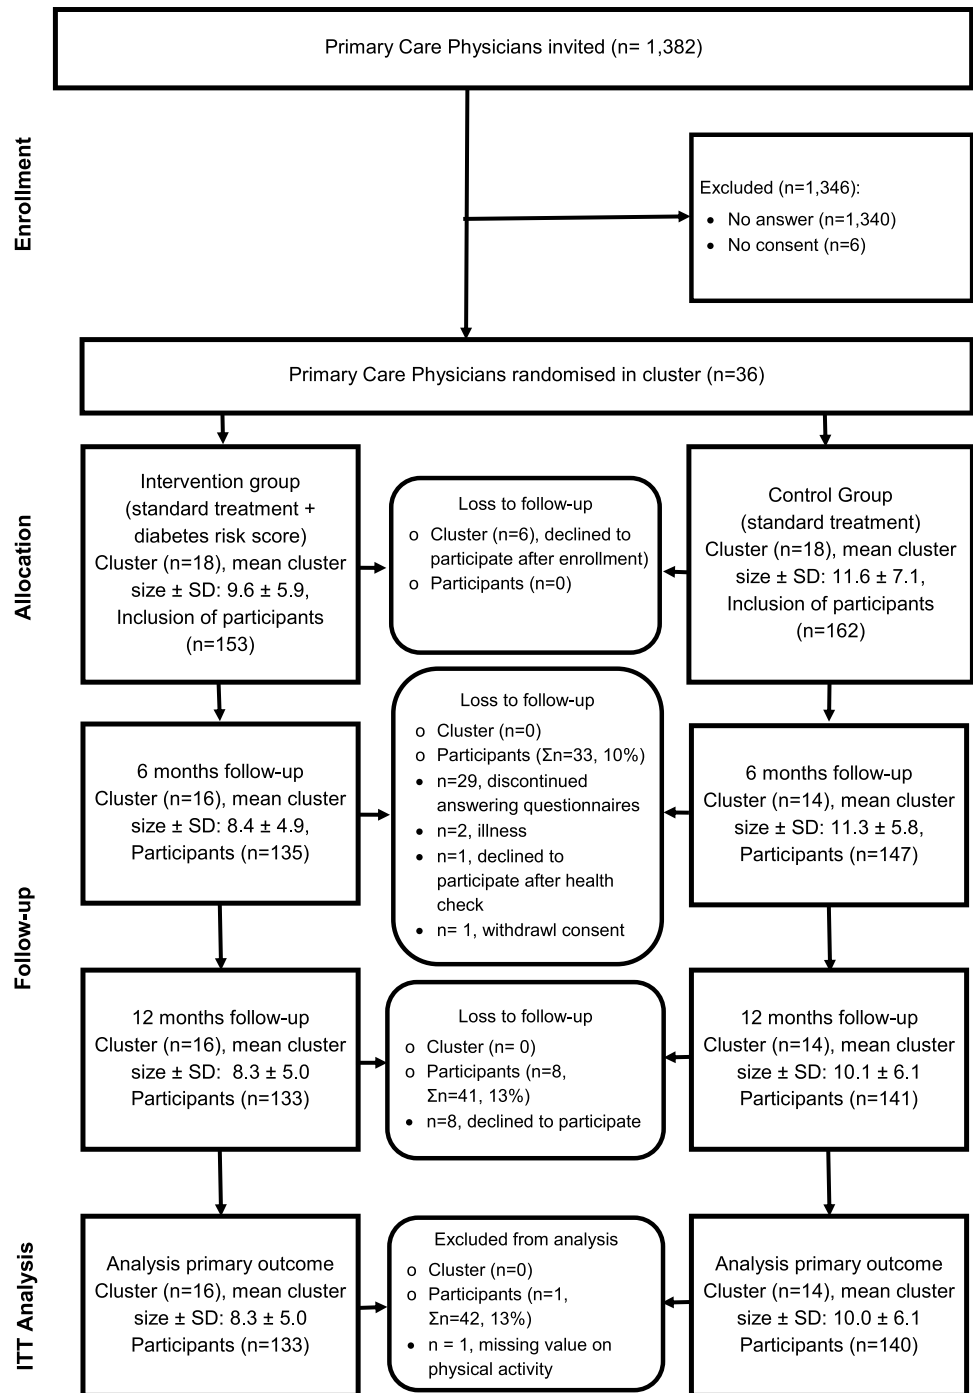 Primary Care Physicians invited (n= 1,382)
Enrollment
Excluded (n=1,346):
• No answer (n=1,340)
• No consent (n=6)
Primary Care Physicians randomised in cluster (n=36)
Allocation
Intervention group
(standard treatment +
diabetes risk score)
Cluster (n=18), mean cluster
size ± SD: 9.6 ± 5.9,
Inclusion of participants
(n=153)
Loss to follow-up
o Cluster (n=6), declined to
participate after enrollment)
o Participants (n=0)
Control Group
(standard treatment)
Cluster (n=18), mean cluster
size ± SD: 11.6 ± 7.1,
Inclusion of participants
(n=162)
Follow-up
6 months follow-up
Cluster (n=16), mean cluster
size ± SD: 8.4 ± 4.9,
Participants (n=135)
Loss to follow-up
o Cluster (n=0)
o Participants (Σn=33, 10%)
• n=29, discontinued
answering questionnaires
• n=2, illness
• n=1, declined to
participate after health
check
• n= 1, withdrawl consent
6 months follow-up
Cluster (n=14), mean cluster
size ± SD: 11.3 ± 5.8,
Participants (n=147)
12 months follow-up
Cluster (n=16), mean cluster
size ± SD: 8.3 ± 5.0
Participants (n=133)
Loss to follow-up
o Cluster (n= 0)
o Participants (n=8,
Σn=41, 13%)
• n=8, declined to participate
12 months follow-up
Cluster (n=14), mean cluster
size ± SD: 10.1 ± 6.1
Participants (n=141)
ITT Analysis
Analysis primary outcome
Cluster (n=16), mean cluster
size ± SD: 8.3 ± 5.0
Participants (n=133)
Excluded from analysis
o Cluster (n=0)
o Participants (n=1,
Σn=42, 13%)
• n = 1, missing value on
physical activity
Analysis primary outcome
Cluster (n=14), mean cluster
size ± SD: 10.0 ± 6.1
Participants (n=140)